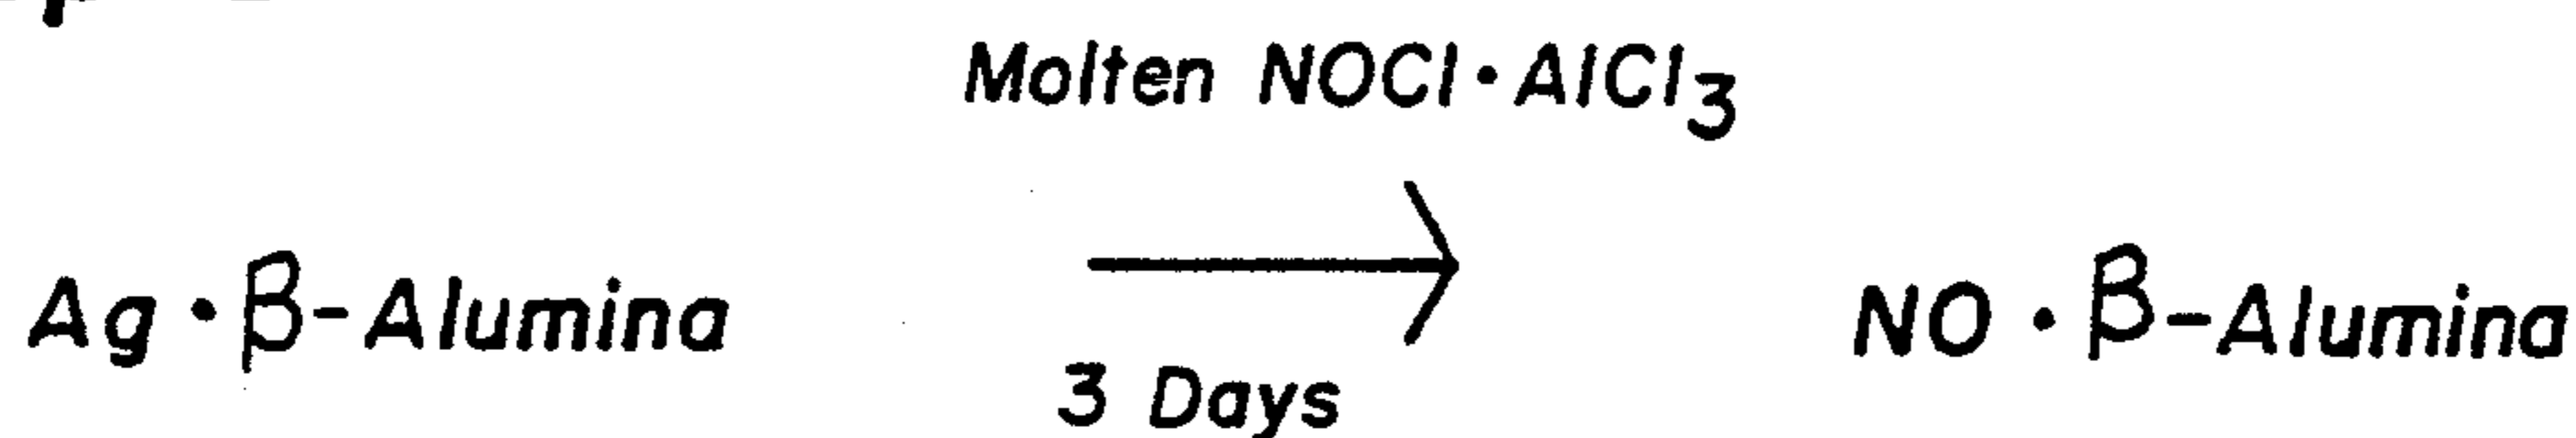 Molten NOCl·AlCl₃
Ag·β-Alumina NO·β-Alumina
3 Days